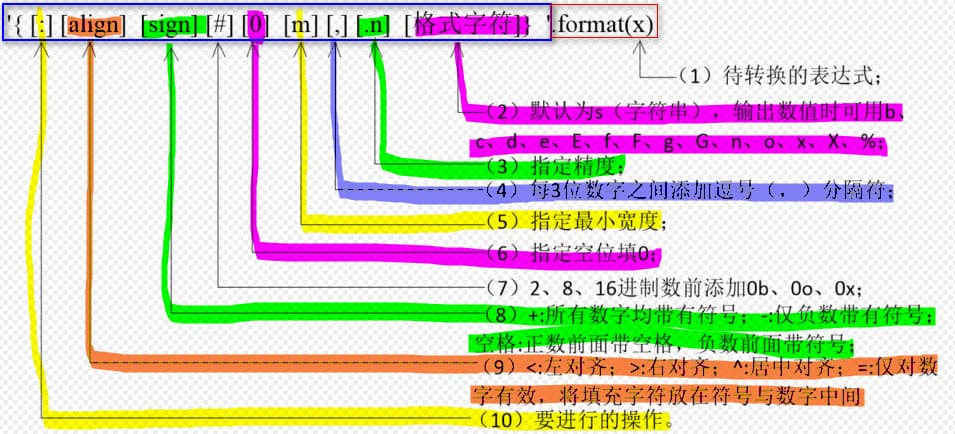 '{ [:] [align] [sign] [#] [0] [m] [,] [.n] [格式字符]} '.format(x)
（1）待转换的表达式；
（2）默认为s（字符串），输出数值时可用b、
c、d、e、E、f、F、g、G、n、o、x、X、%；
（3）指定精度；
（4）每3位数字之间添加逗号（，）分隔符；
（5）指定最小宽度；
（6）指定空位填0；
（7）2、8、16进制数前添加0b、0o、0x；
（8）+:所有数字均带有符号；-:仅负数带有符号；
空格:正数前面带空格，负数前面带符号；
（9）<:左对齐；>:右对齐；^:居中对齐；=:仅对数
字有效，将填充字符放在符号与数字中间
（10）要进行的操作。